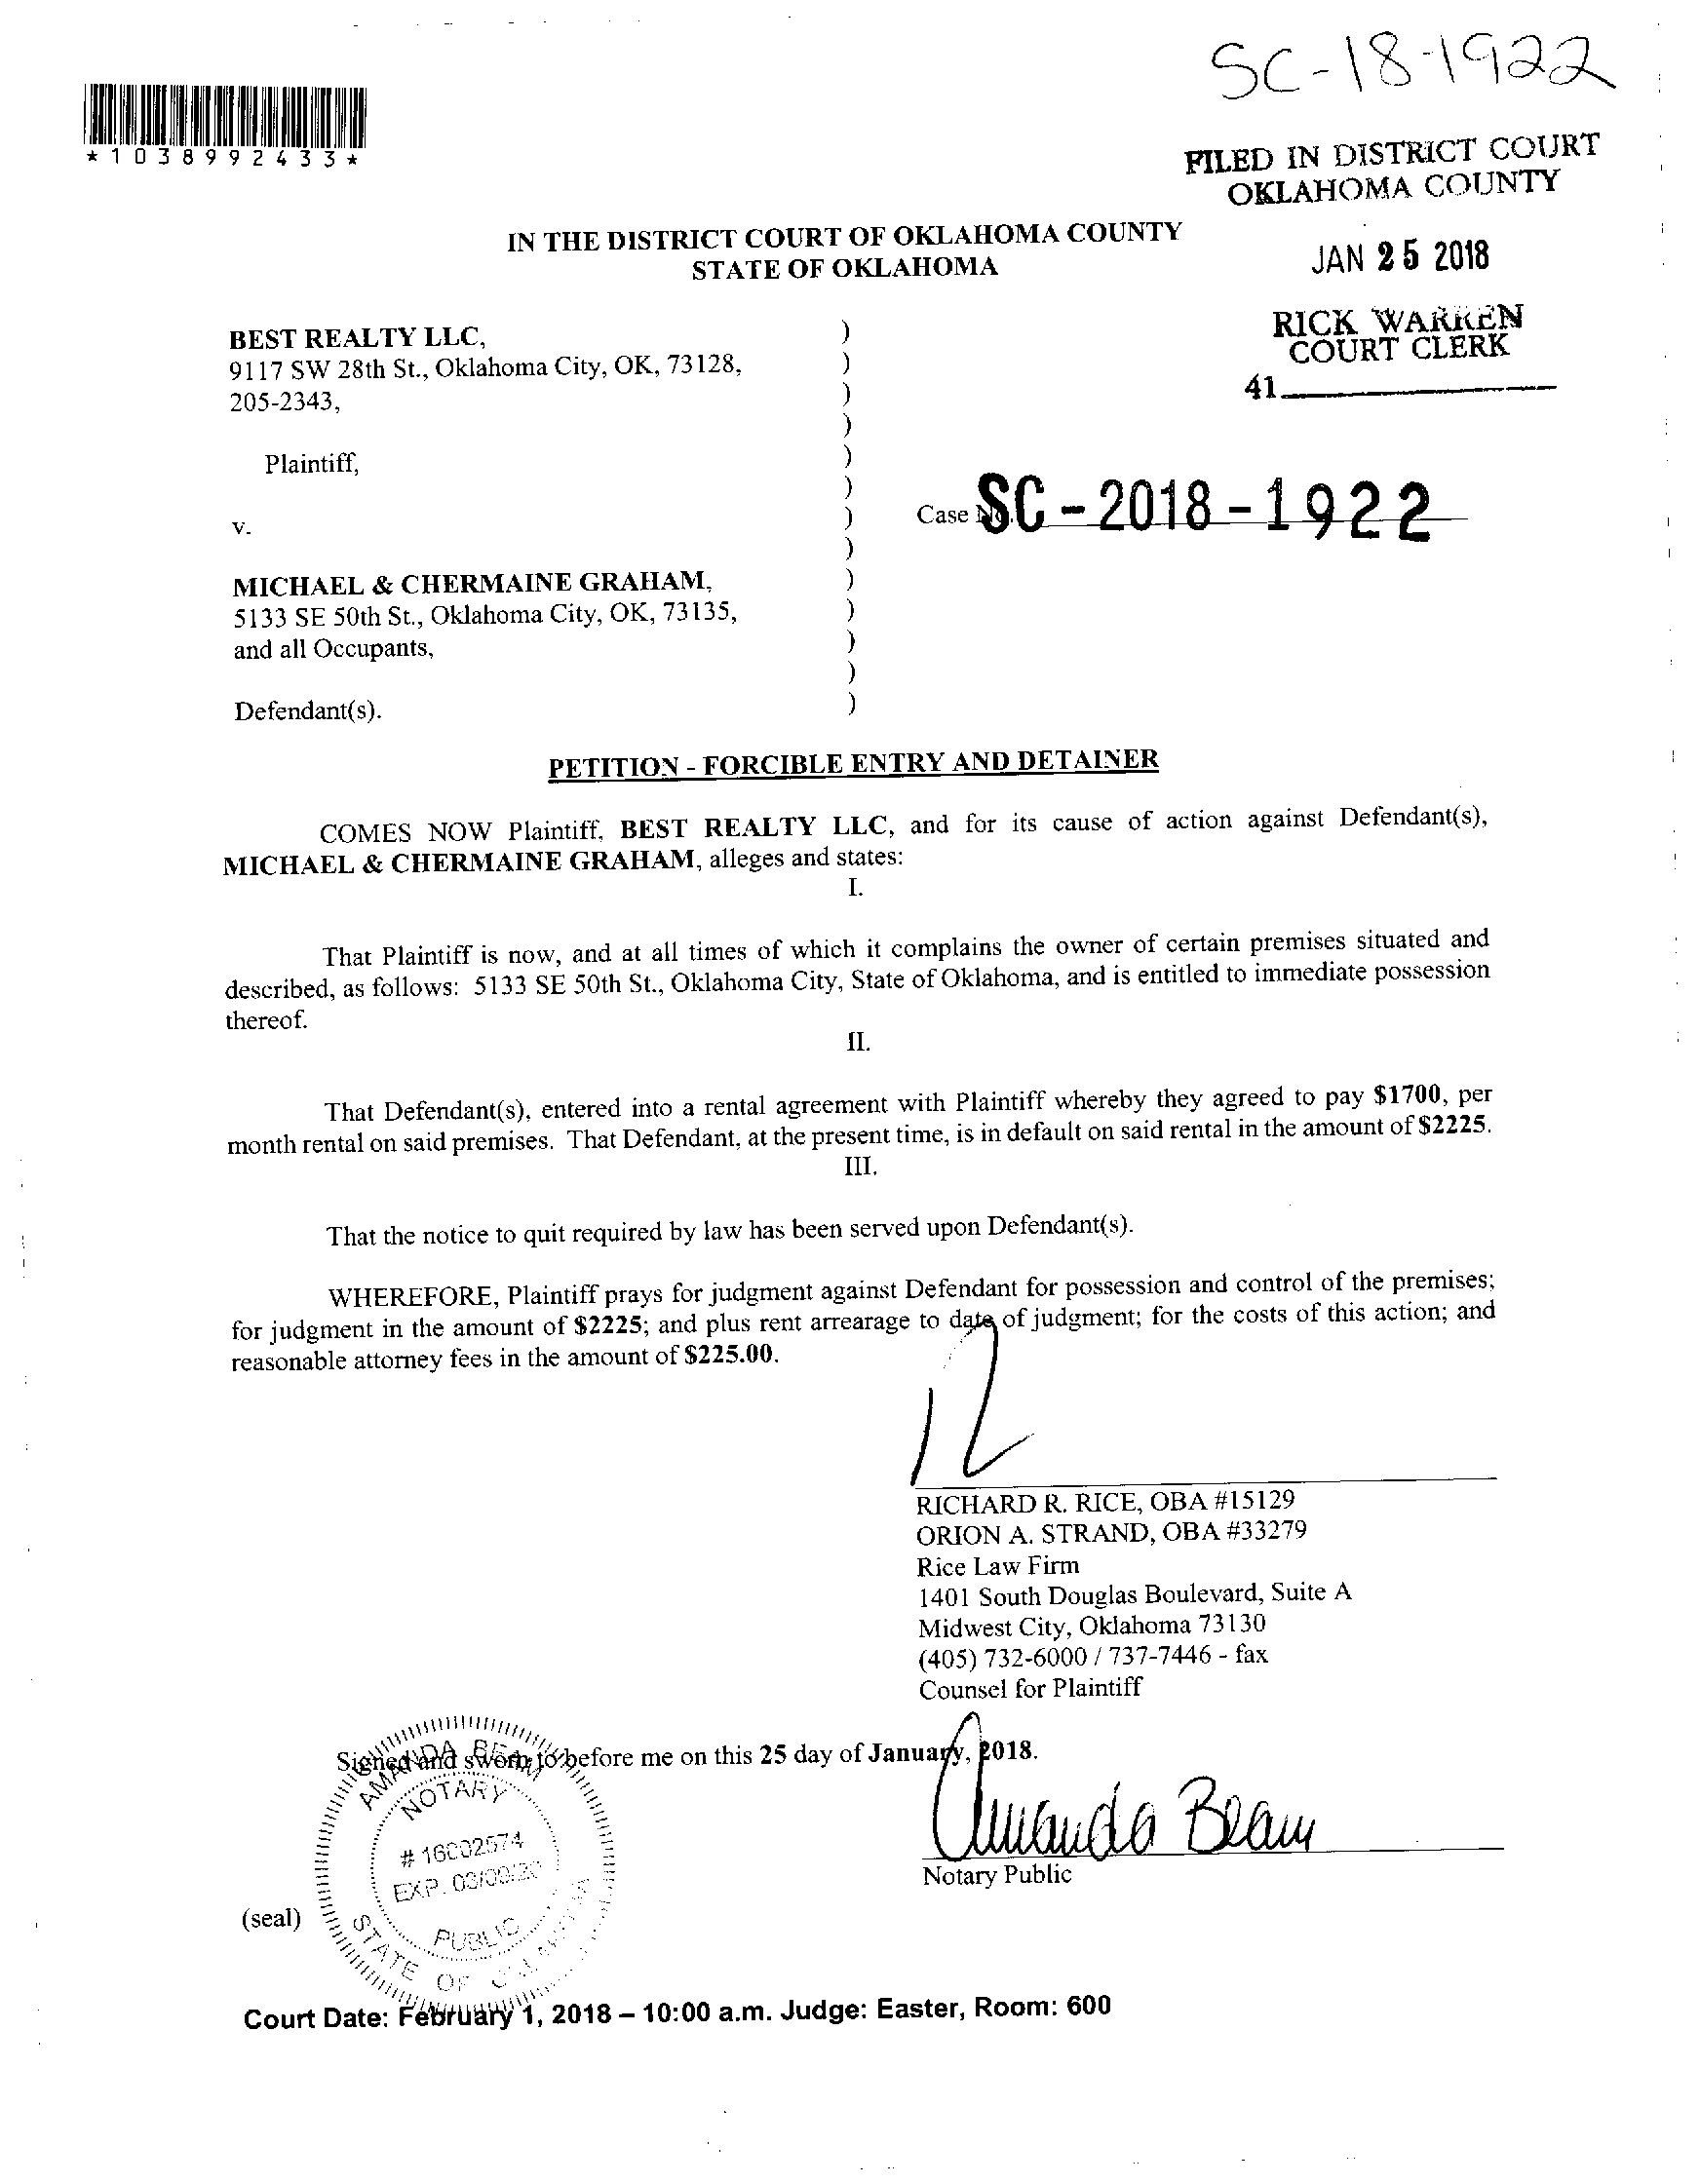 SC-18-1922
*1038992433*
FILED IN DISTRICT COURT
OKLAHOMA COUNTY
IN THE DISTRICT COURT OF OKLAHOMA COUNTY
STATE OF OKLAHOMA
JAN 25 2018
RICK WARREN
COURT CLERK
41
BEST REALTY LLC, )
9117 SW 28th St., Oklahoma City, OK, 73128, )
205-2343, )
)
Plaintiff, )
)
v. )
)
Case No. SC-2018-1922
MICHAEL & CHERMAINE GRAHAM, )
5133 SE 50th St., Oklahoma City, OK, 73135, )
and all Occupants, )
)
Defendant(s). )
PETITION - FORCIBLE ENTRY AND DETAINER
COMES NOW Plaintiff, BEST REALTY LLC, and for its cause of action against Defendant(s),
MICHAEL & CHERMAINE GRAHAM, alleges and states:
I.
That Plaintiff is now, and at all times of which it complains the owner of certain premises situated and
described, as follows: 5133 SE 50th St., Oklahoma City, State of Oklahoma, and is entitled to immediate possession
thereof.
II.
That Defendant(s), entered into a rental agreement with Plaintiff whereby they agreed to pay $1700, per
month rental on said premises. That Defendant, at the present time, is in default on said rental in the amount of $2225.
III.
That the notice to quit required by law has been served upon Defendant(s).
WHEREFORE, Plaintiff prays for judgment against Defendant for possession and control of the premises;
for judgment in the amount of $2225; and plus rent arrearage to date of judgment; for the costs of this action; and
reasonable attorney fees in the amount of $225.00.
RICHARD R. RICE, OBA #15129
ORION A. STRAND, OBA #33279
Rice Law Firm
1401 South Douglas Boulevard, Suite A
Midwest City, Oklahoma 73130
(405) 732-6000 / 737-7446 - fax
Counsel for Plaintiff
Signed and sworn to before me on this 25 day of January, 2018.
Amanda Beam
Notary Public
AMANDA BEAM
NOTARY
# 16002574
EXP.
PUBLIC
STATE OF OKLAHOMA
(seal)
Court Date: February 1, 2018 – 10:00 a.m. Judge: Easter, Room: 600